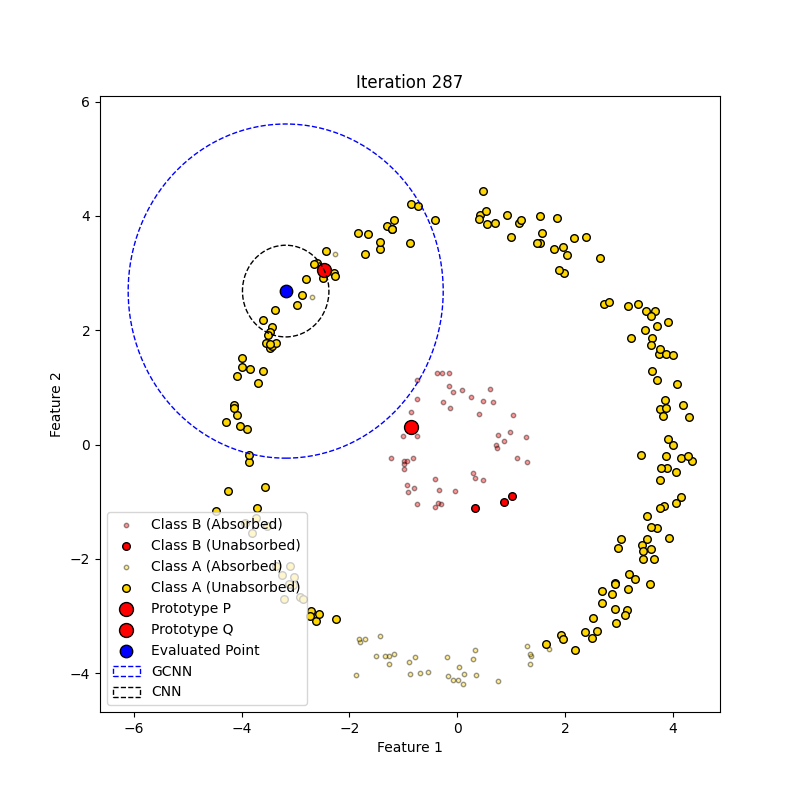 Iteration 287
6
4
2
0
−2
−4
Feature 2
Class B (Absorbed)
Class B (Unabsorbed)
Class A (Absorbed)
Class A (Unabsorbed)
Prototype P
Prototype Q
Evaluated Point
GCNN
CNN
−6 −4 −2 0 2 4
Feature 1